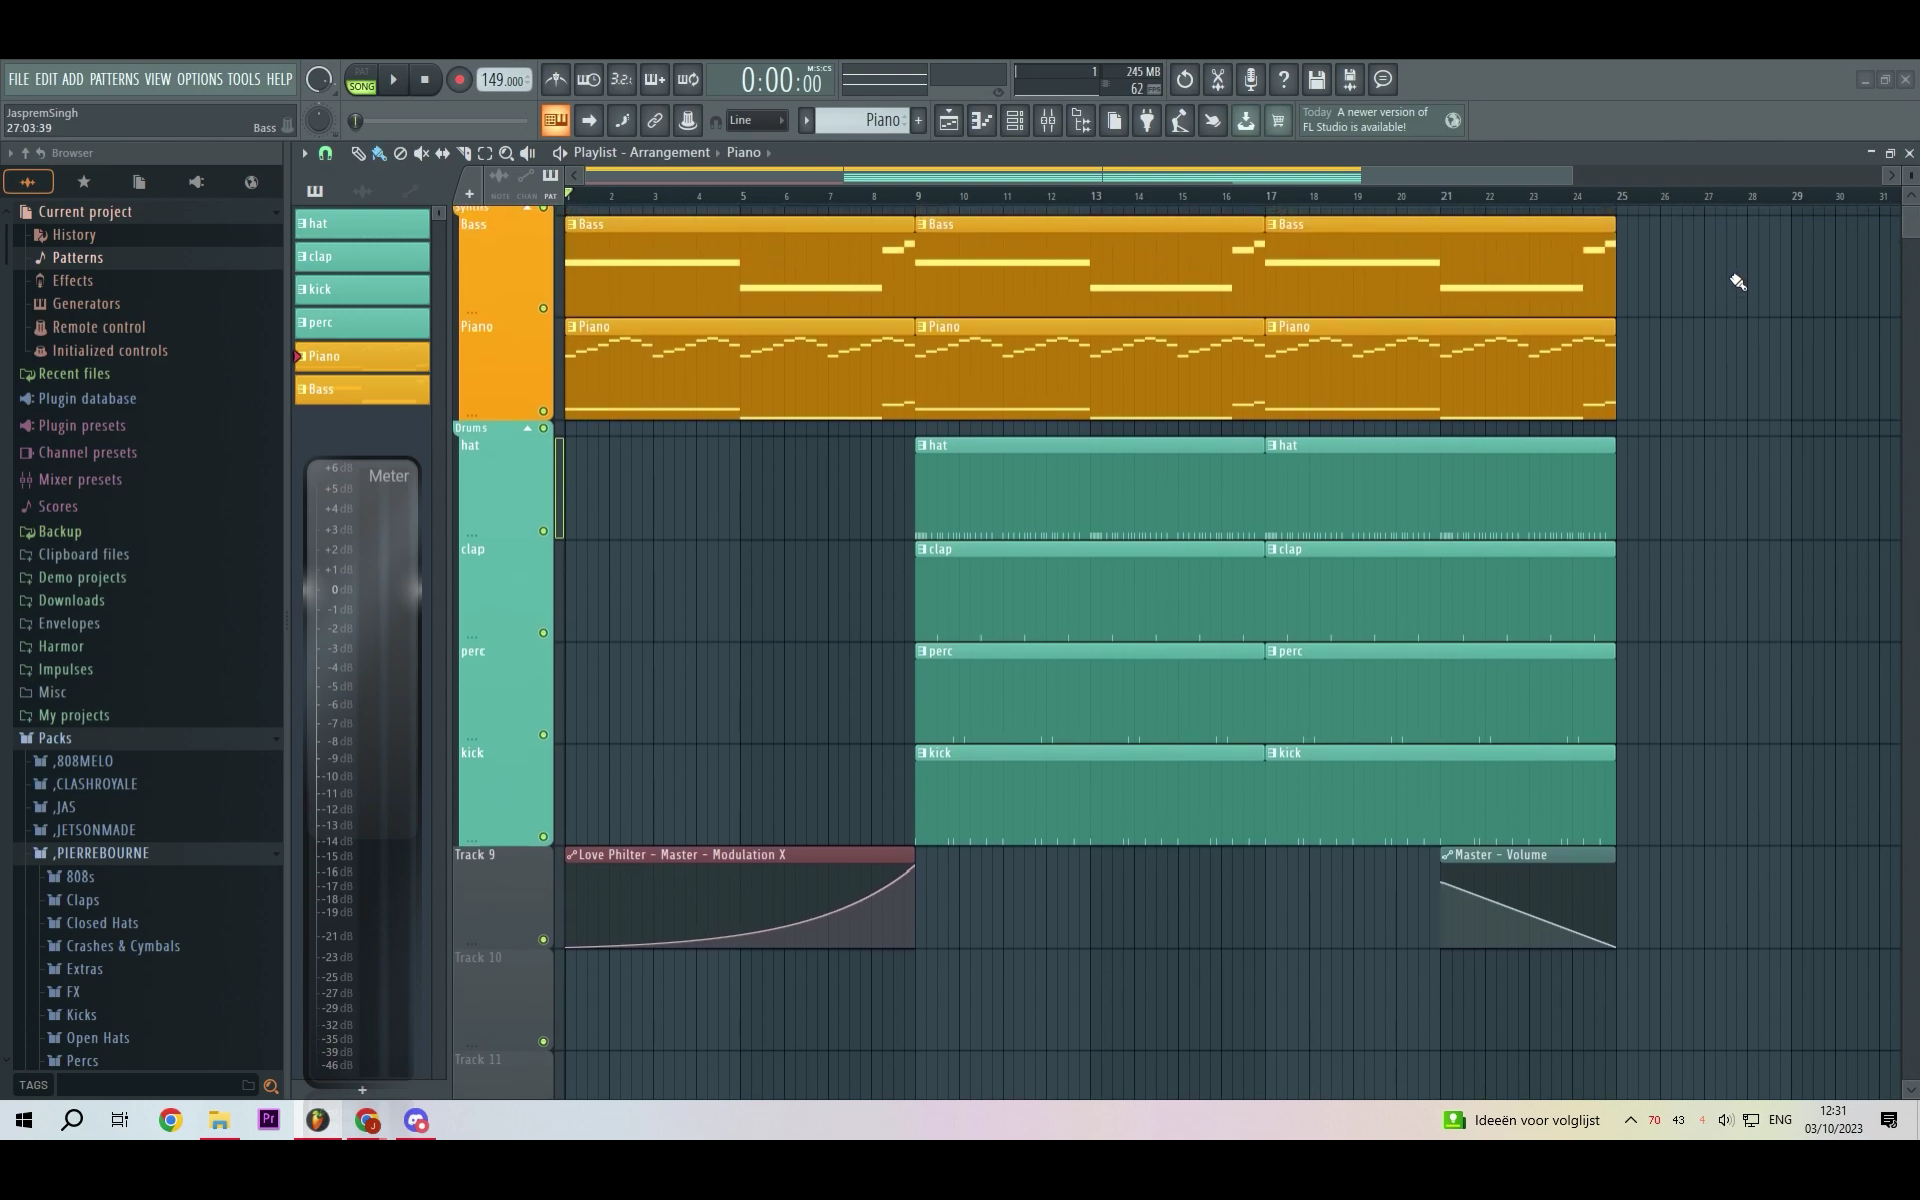 FILE EDIT ADD PATTERNS VIEW OPTIONS TOOLS HELP
PAT
SONG
149.000
3.2.
0:00:00
M:S:CS
1
245 MB
62
JaspremSingh
27:03:39
Bass
Line
Piano
Today A newer version of
FL Studio is available!
Browser
Playlist - Arrangement
Piano
NOTE CHAN PAT
2 3 4 5 6 7 8 9 10 11 12 13 14 15 16 17 18 19 20 21 22 23 24 25 26 27 28 29 30 31
Current project
History
Patterns
Effects
Generators
Remote control
Initialized controls
Recent files
Plugin database
Plugin presets
Channel presets
Mixer presets
Scores
Backup
Clipboard files
Demo projects
Downloads
Envelopes
Harmor
Impulses
Misc
My projects
Packs
,808MELO
,CLASHROYALE
,JAS
,JETSONMADE
,PIERREBOURNE
808s
Claps
Closed Hats
Crashes & Cymbals
Extras
FX
Kicks
Open Hats
Percs
TAGS
hat
clap
kick
perc
Piano
Bass
Meter
+6 dB
+5 dB
+4 dB
+3 dB
+2 dB
+1 dB
0 dB
-1 dB
-2 dB
-3 dB
-4 dB
-5 dB
-6 dB
-7 dB
-8 dB
-9 dB
-10 dB
-11 dB
-12 dB
-13 dB
-14 dB
-15 dB
-16 dB
-17 dB
-18 dB
-19 dB
-21 dB
-23 dB
-25 dB
-27 dB
-29 dB
-32 dB
-35 dB
-39 dB
-46 dB
Bass
Bass Bass Bass
Piano
Piano Piano Piano
Drums
hat
hat hat
clap
clap clap
perc
perc perc
kick
kick kick
Track 9
Love Philter - Master - Modulation X
Master - Volume
Track 10
Track 11
Pr
Ideeën voor volglijst
70
43
4
ENG
12:31
03/10/2023